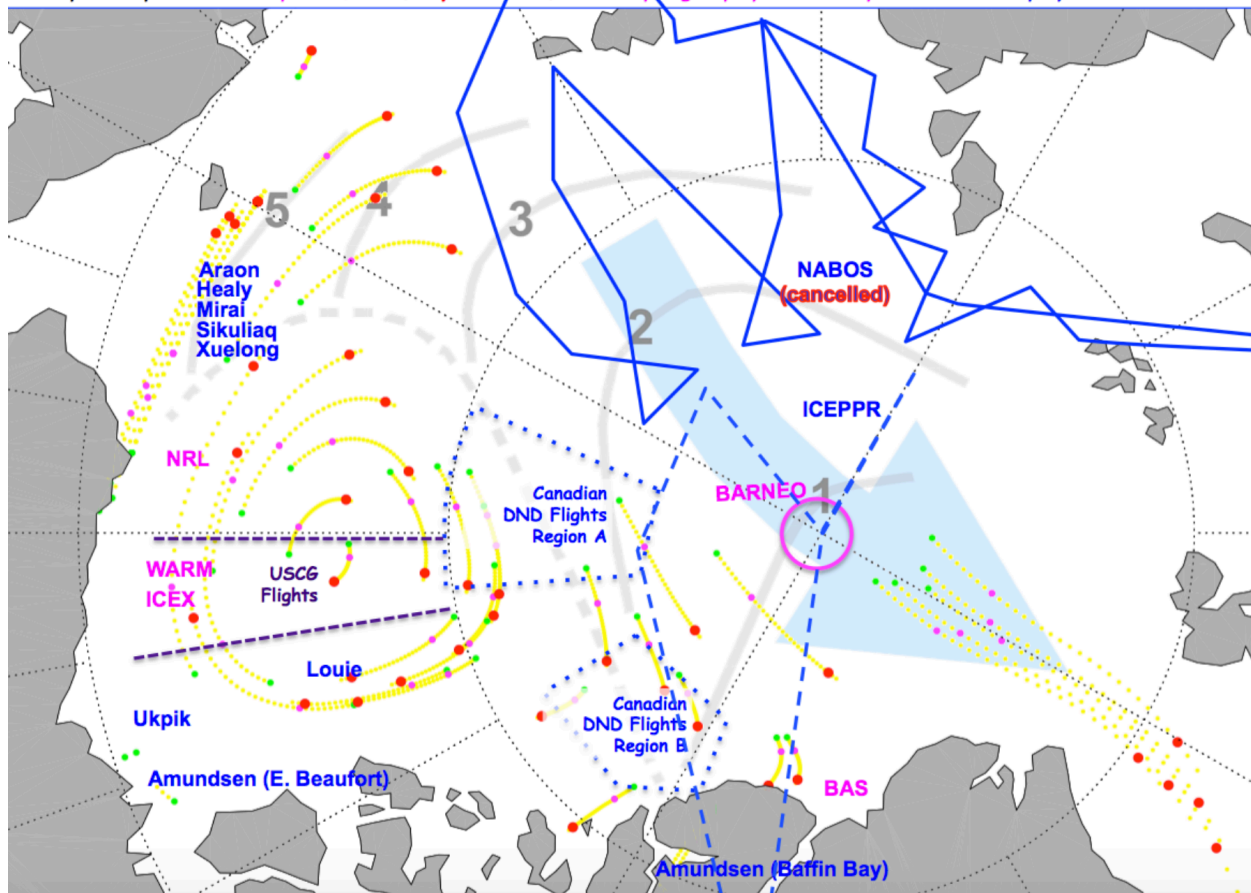 5
4
3
Araon
Healy
Mirai
Sikuliaq
Xuelong
NABOS
(cancelled)
2
ICEPPR
NRL
BARNEO
1
Canadian
DND Flights
Region A
WARM
ICEX
USCG
Flights
Louie
Ukpik
Canadian
DND Flights
Region B
Amundsen (E. Beaufort)
BAS
Amundsen (Baffin Bay)